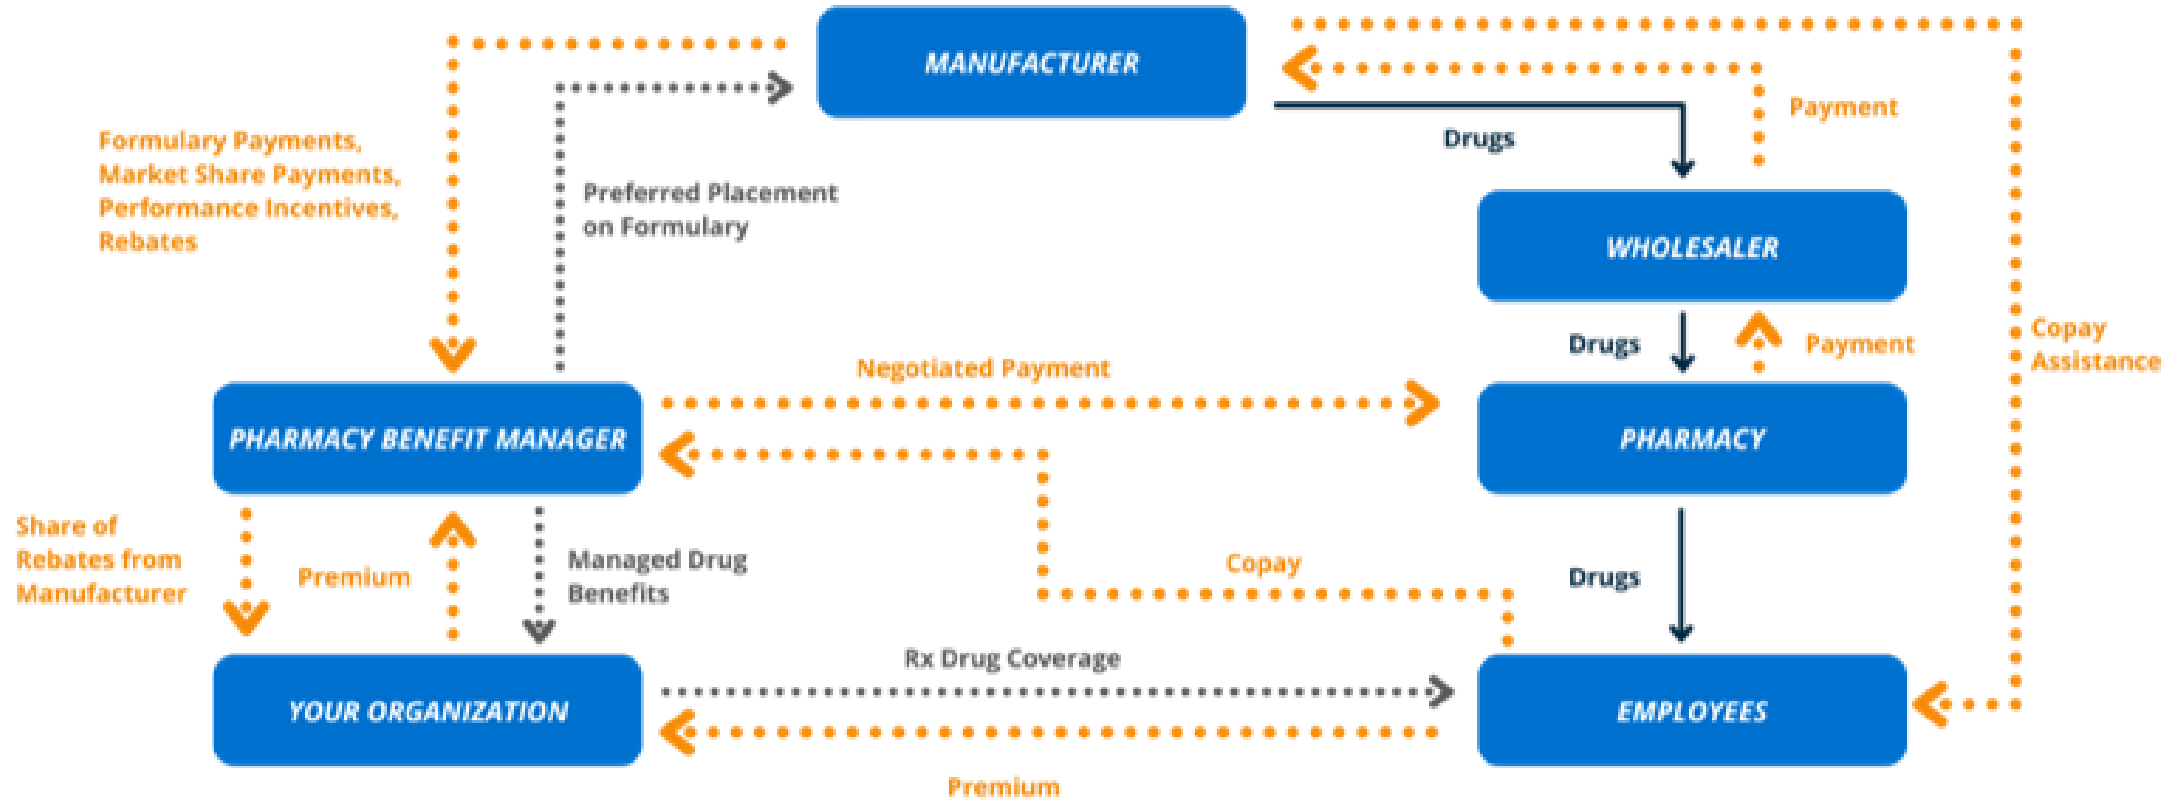 MANUFACTURER
Payment
Drugs
Formulary Payments,
Market Share Payments,
Performance Incentives,
Rebates
Preferred Placement
on Formulary
WHOLESALER
Copay
Assistance
Drugs
Payment
Negotiated Payment
PHARMACY BENEFIT MANAGER
PHARMACY
Share of
Rebates from
Manufacturer
Premium
Managed Drug
Benefits
Copay
Drugs
Rx Drug Coverage
YOUR ORGANIZATION
EMPLOYEES
Premium